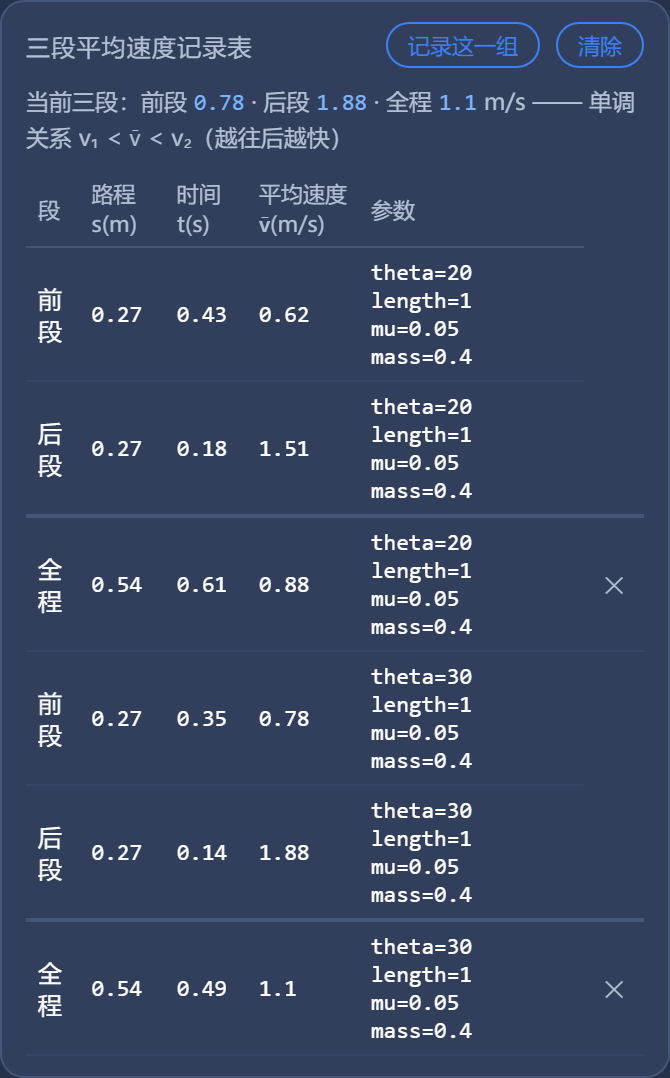 三段平均速度记录表
记录这一组
清除
当前三段：前段 0.78 · 后段 1.88 · 全程 1.1 m/s —— 单调
关系 v₁ < v̄ < v₂（越往后越快）
段 路程 s(m) 时间 t(s) 平均速度 v̄(m/s) 参数
前段 0.27 0.43 0.62 theta=20
length=1
mu=0.05
mass=0.4
后段 0.27 0.18 1.51 theta=20
length=1
mu=0.05
mass=0.4
全程 0.54 0.61 0.88 theta=20
length=1
mu=0.05
mass=0.4
×
前段 0.27 0.35 0.78 theta=30
length=1
mu=0.05
mass=0.4
后段 0.27 0.14 1.88 theta=30
length=1
mu=0.05
mass=0.4
全程 0.54 0.49 1.1 theta=30
length=1
mu=0.05
mass=0.4
×